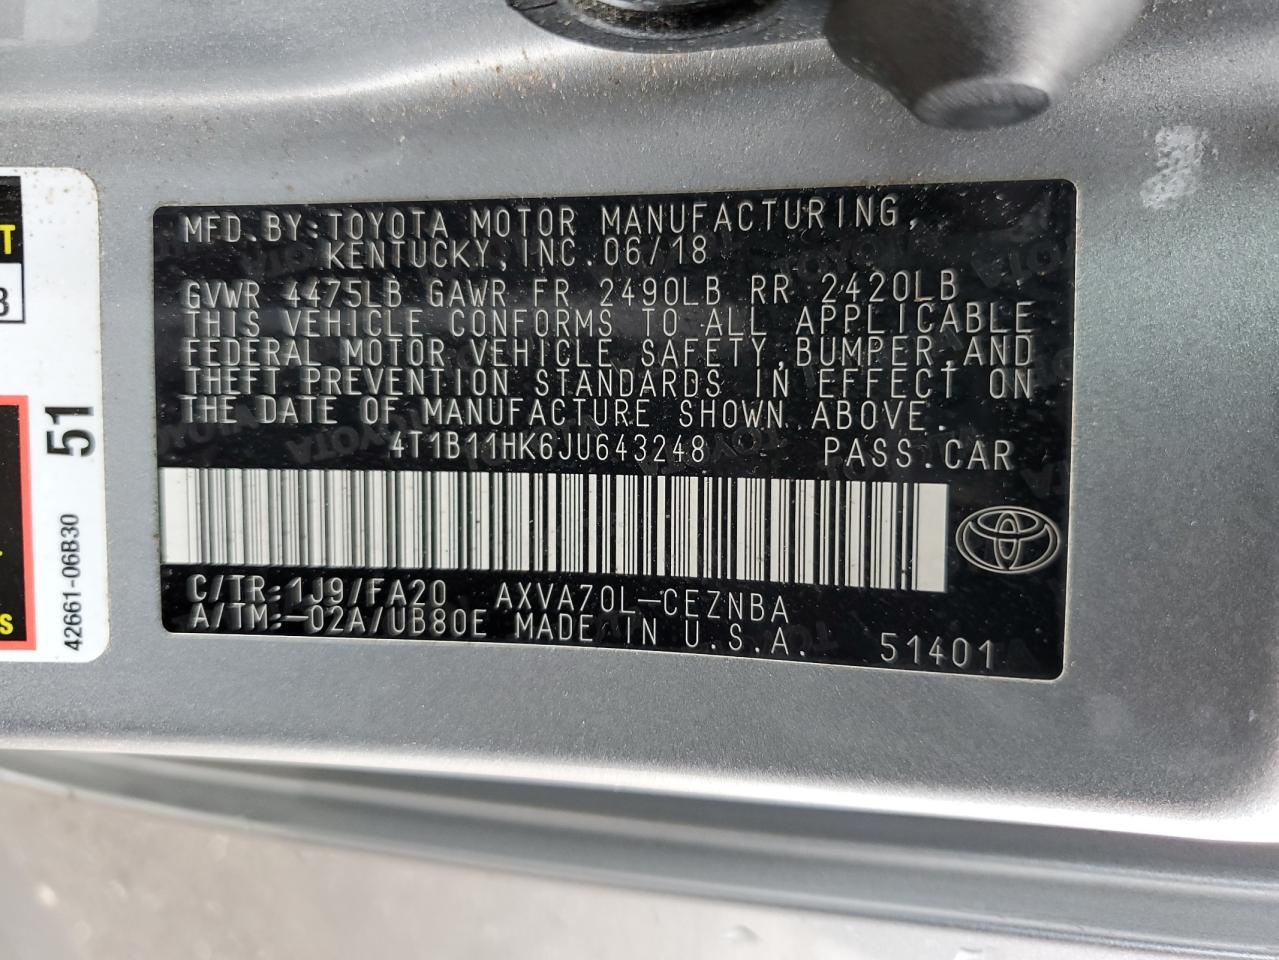 MFD.BY:TOYOTA MOTOR MANUFACTURING,
KENTUCKY,INC.06/18
GVWR 4475LB GAWR FR 2490LB RR 2420LB
THIS VEHICLE CONFORMS TO ALL APPLICABLE
FEDERAL MOTOR VEHICLE SAFETY,BUMPER,AND
THEFT PREVENTION STANDARDS IN EFFECT ON
THE DATE OF MANUFACTURE SHOWN ABOVE.
4T1B11HK6JU643248 PASS.CAR
C/TR:1J9/FA20 AXVA70L-CEZNBA
A/TM:-02A/UB80E MADE IN U.S.A. 51401
51
42661-06B30